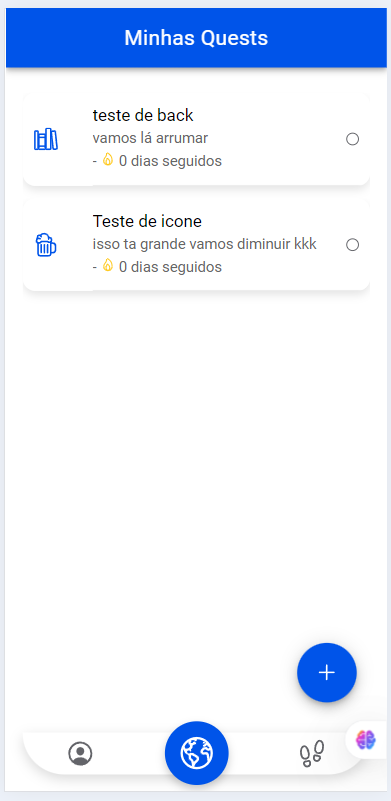 Minhas Quests
teste de back
vamos lá arrumar
- 0 dias seguidos
Teste de icone
isso ta grande vamos diminuir kkk
- 0 dias seguidos